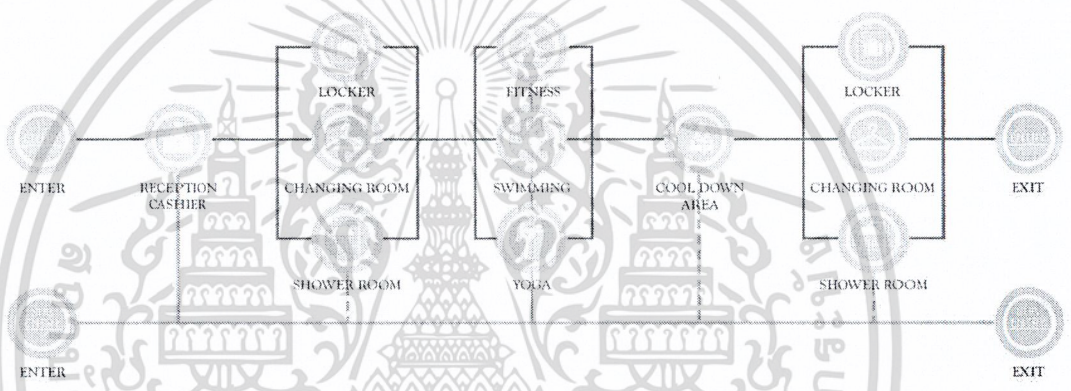 LOCKER
FITNESS
LOCKER
ENTER
RECEPTION
CASHIER
CHANGING ROOM
SWIMMING
COOL DOWN
AREA
CHANGING ROOM
EXIT
SHOWER ROOM
YOGA
SHOWER ROOM
ENTER
EXIT